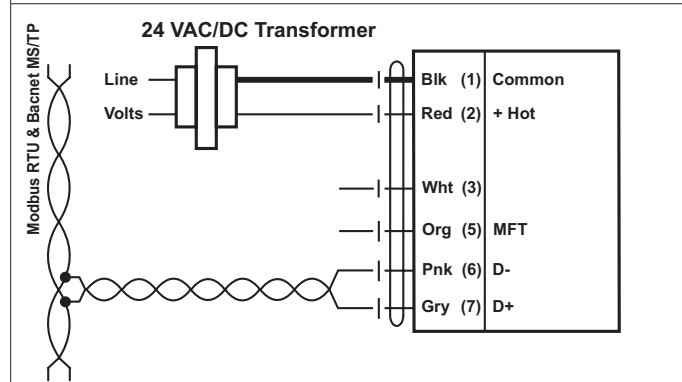 24 VAC/DC Transformer
Modbus RTU & Bacnet MS/TP
Line
Volts
Blk (1) Common
Red (2) + Hot
Wht (3)
Org (5) MFT
Pnk (6) D-
Gry (7) D+